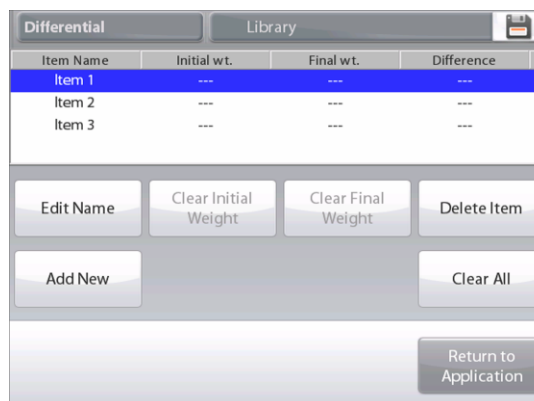 Differential Library
Item Name Initial wt. Final wt. Difference
Item 1 --- --- ---
Item 2 --- --- ---
Item 3 --- --- ---
Edit Name Clear Initial Weight Clear Final Weight Delete Item
Add New Clear All
Return to
Application